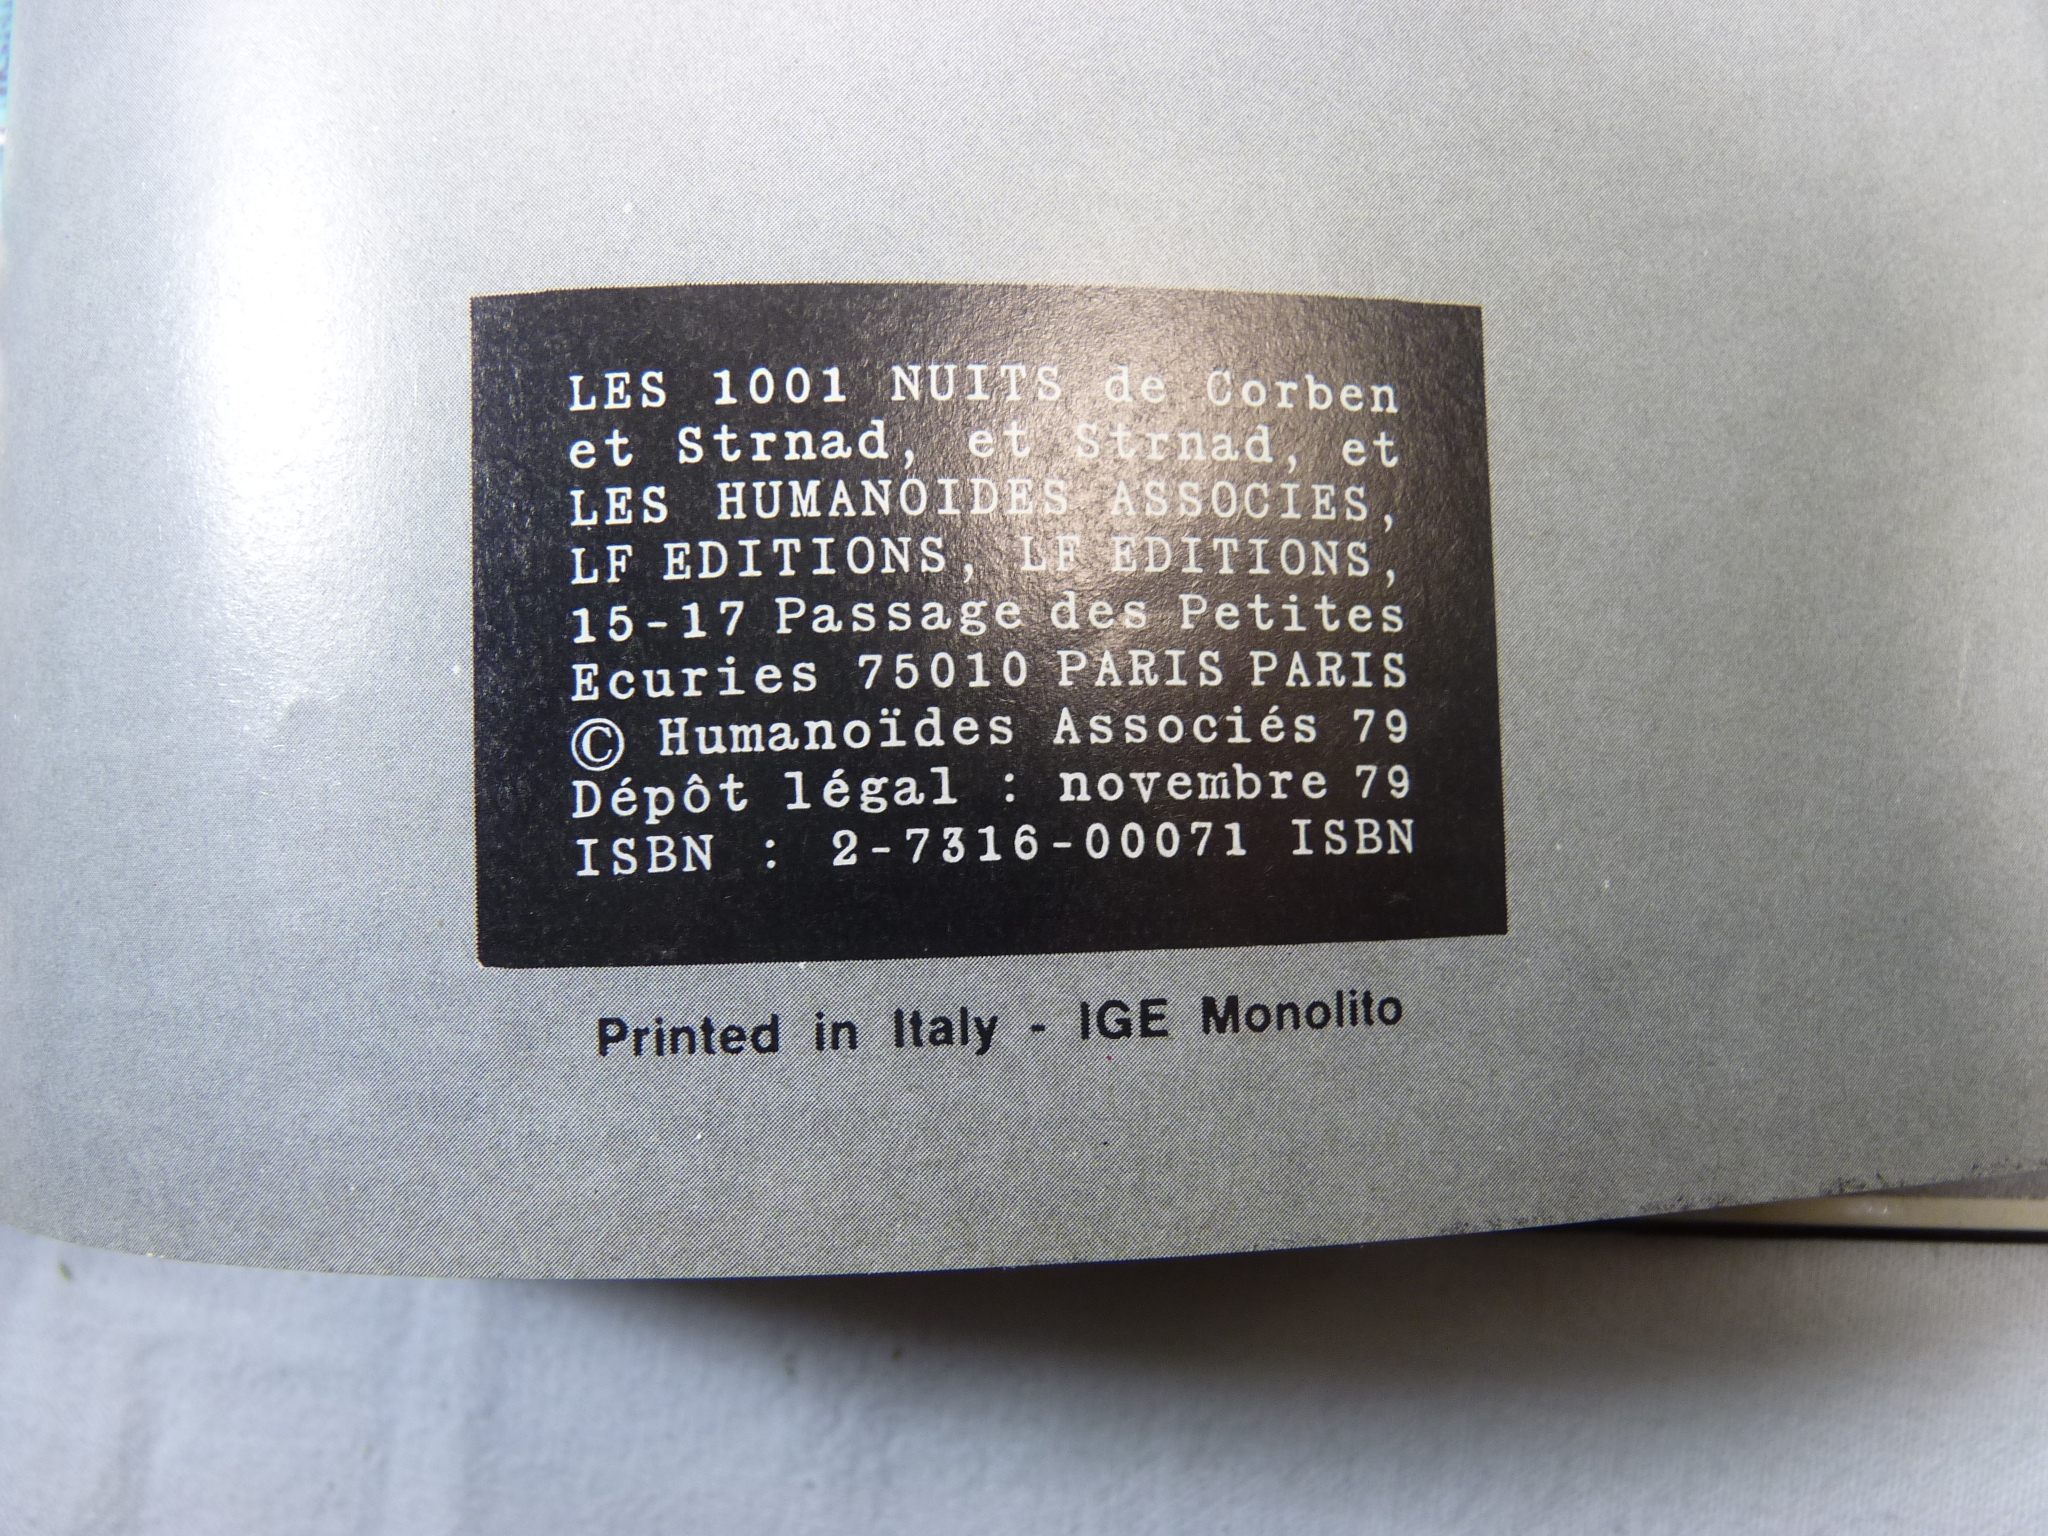 LES 1001 NUITS de Corben
et Strnad, et Strnad, et
LES HUMANOIDES ASSOCIES,
LF EDITIONS, LF EDITIONS,
15-17 Passage des Petites
Ecuries 75010 PARIS PARIS
© Humanoïdes Associés 79
Dépôt légal : novembre 79
ISBN : 2-7316-00071 ISBN
Printed in Italy - IGE Monolito